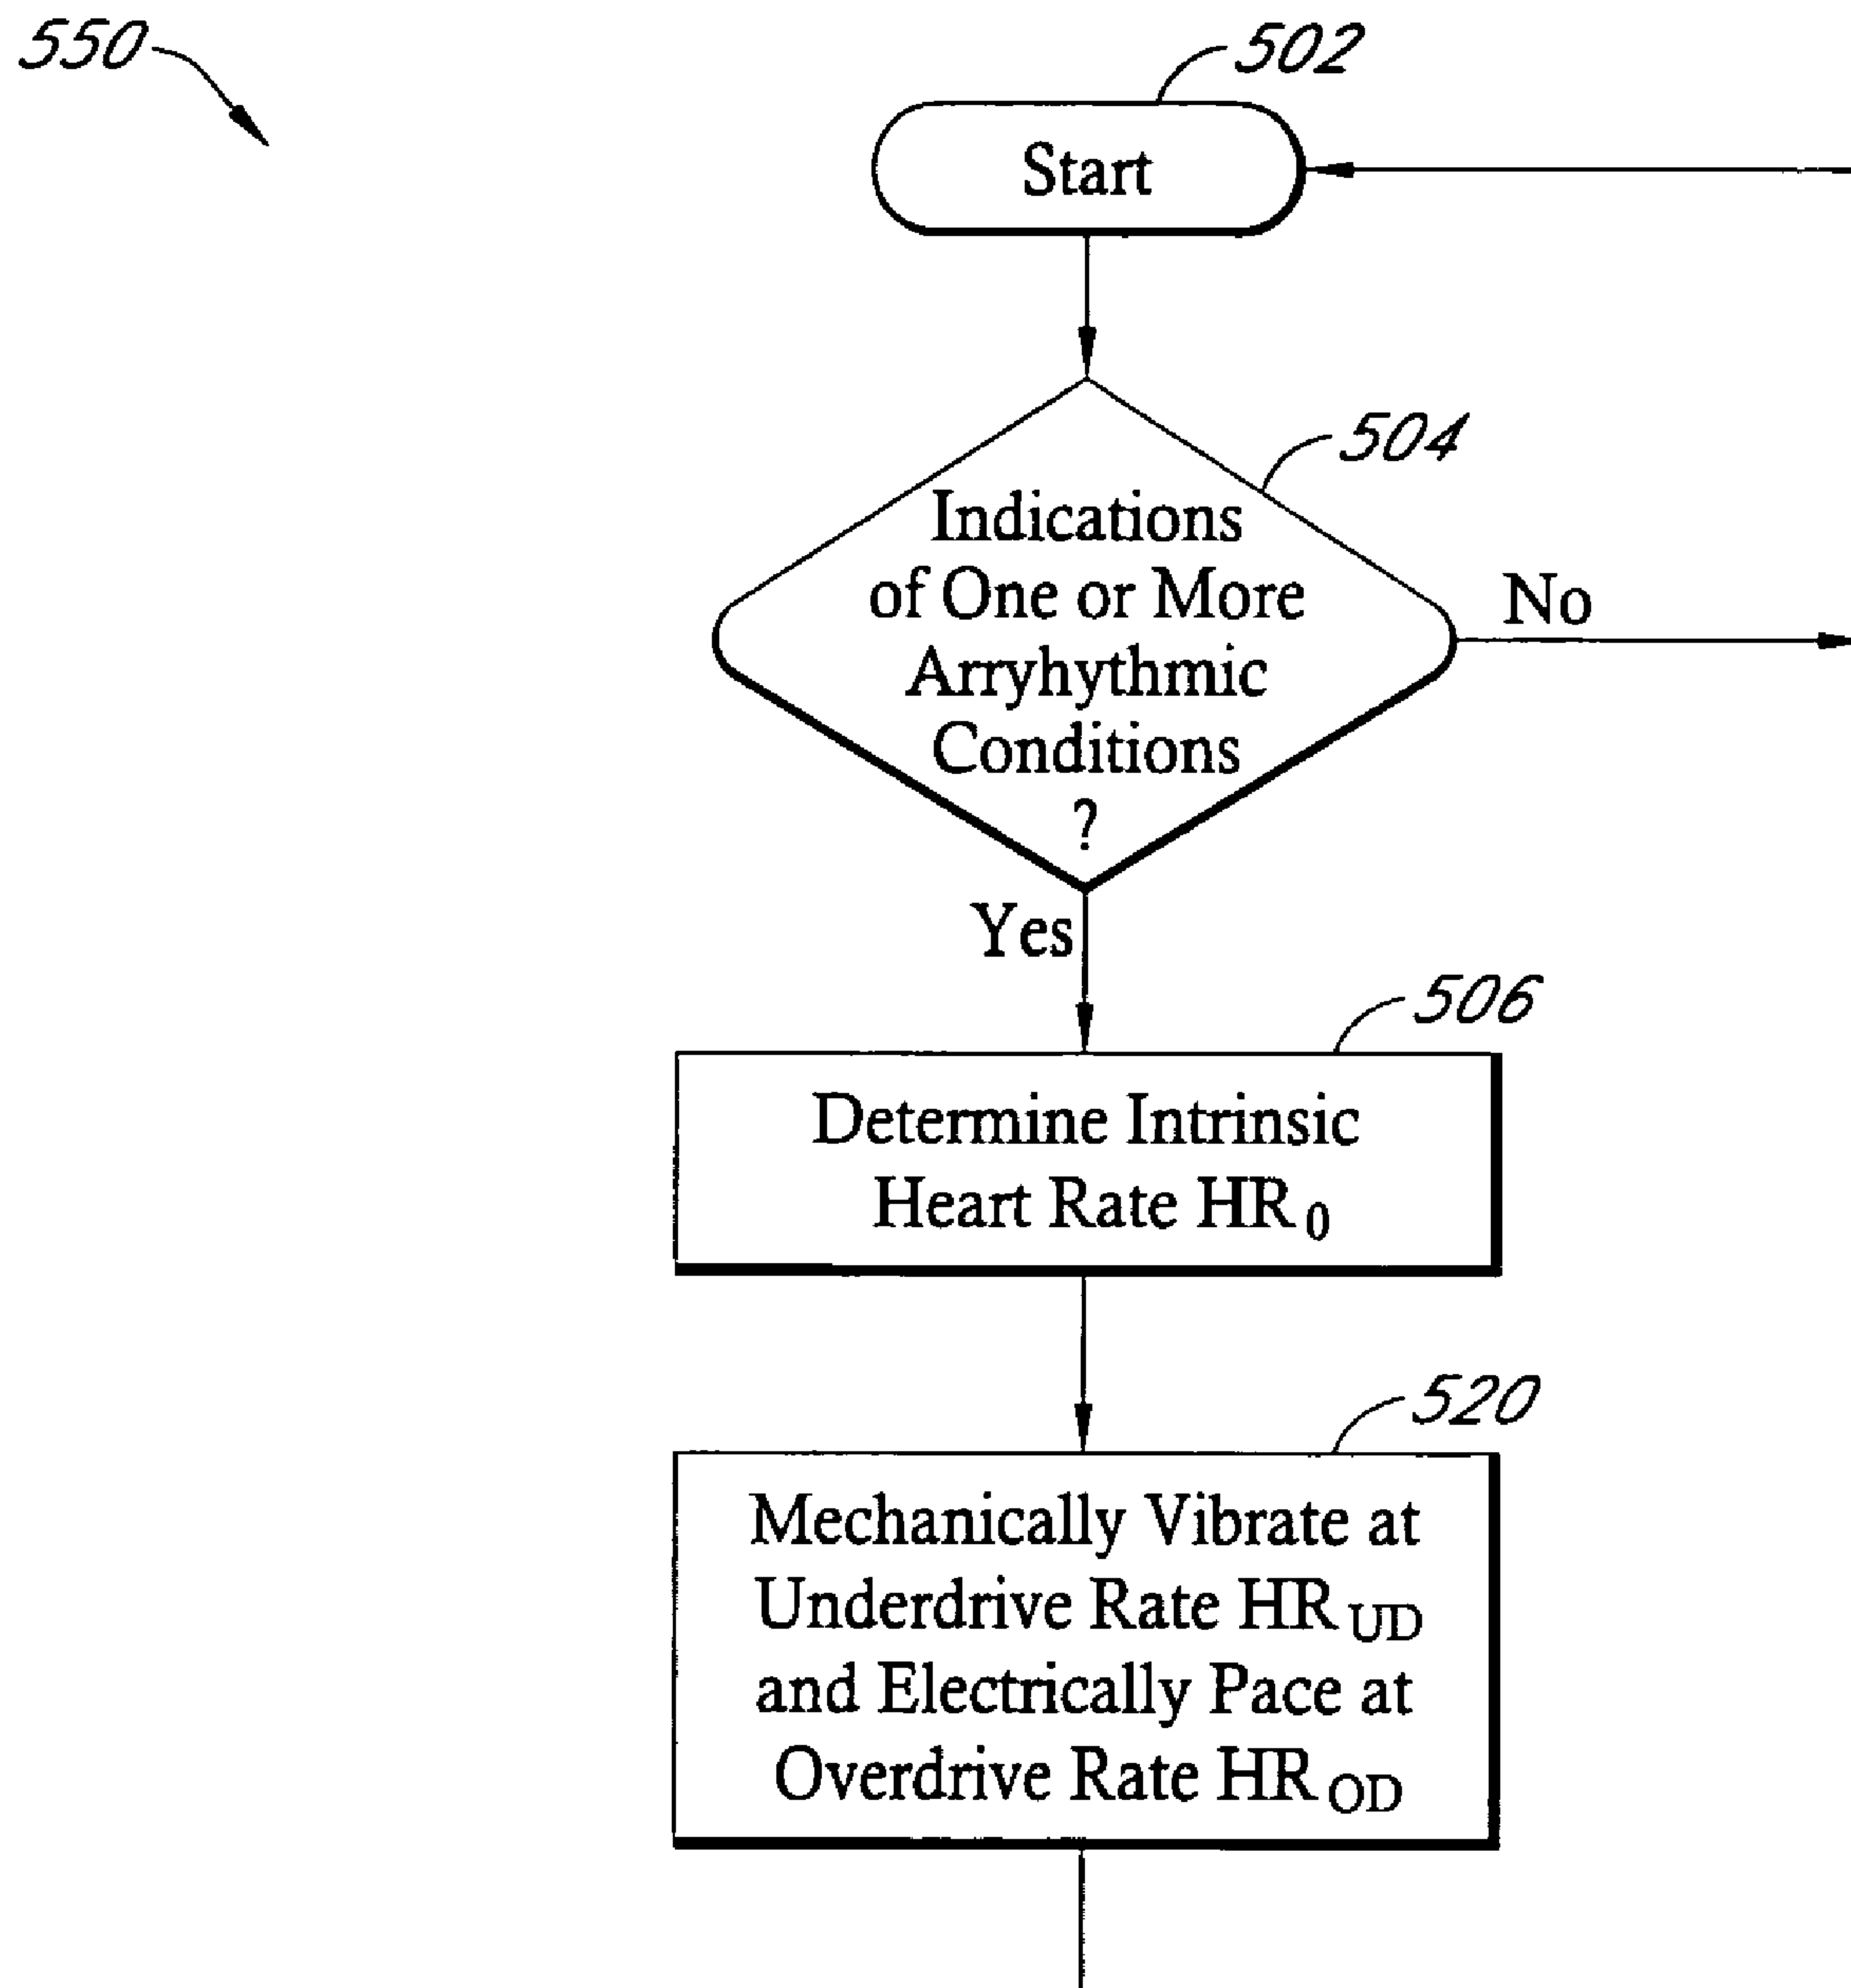 550
502
Start
504
Indications
of One or More
Arryhythmic
Conditions
?
No
Yes
506
Determine Intrinsic
Heart Rate HR0
520
Mechanically Vibrate at
Underdrive Rate HRUD
and Electrically Pace at
Overdrive Rate HROD